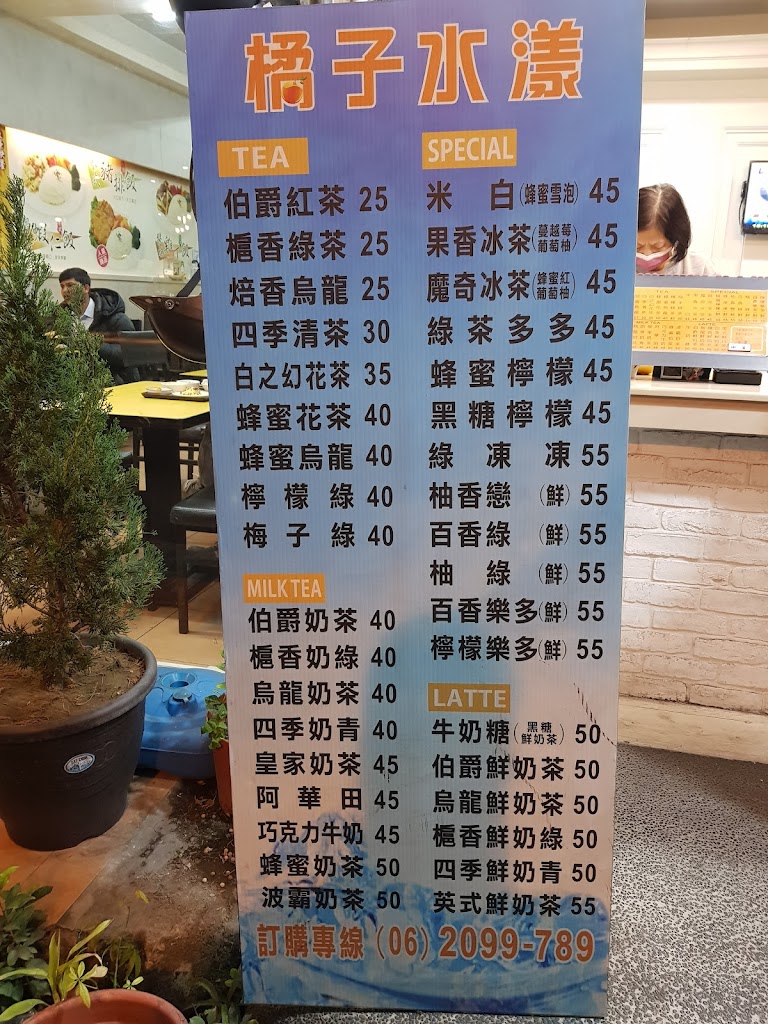 橘子水漾
TEA
伯爵紅茶 25
梔香綠茶 25
焙香烏龍 25
四季清茶 30
白之幻花茶 35
蜂蜜花茶 40
蜂蜜烏龍 40
檸檬綠 40
梅子綠 40
MILK TEA
伯爵奶茶 40
梔香奶綠 40
烏龍奶茶 40
四季奶青 40
皇家奶茶 45
阿華田 45
巧克力牛奶 45
蜂蜜奶茶 50
波霸奶茶 50
SPECIAL
米白(蜂蜜雪泡) 45
果香冰茶(蔓越莓葡萄柚) 45
魔奇冰茶(蜂蜜紅葡萄柚) 45
綠茶多多 45
蜂蜜檸檬 45
黑糖檸檬 45
綠凍凍 55
柚香戀(鮮) 55
百香綠(鮮) 55
柚綠(鮮) 55
百香樂多(鮮) 55
檸檬樂多(鮮) 55
LATTE
牛奶糖(黑糖鮮奶茶) 50
伯爵鮮奶茶 50
烏龍鮮奶茶 50
梔香鮮奶綠 50
四季鮮奶青 50
英式鮮奶茶 55
訂購專線 (06) 2099-789